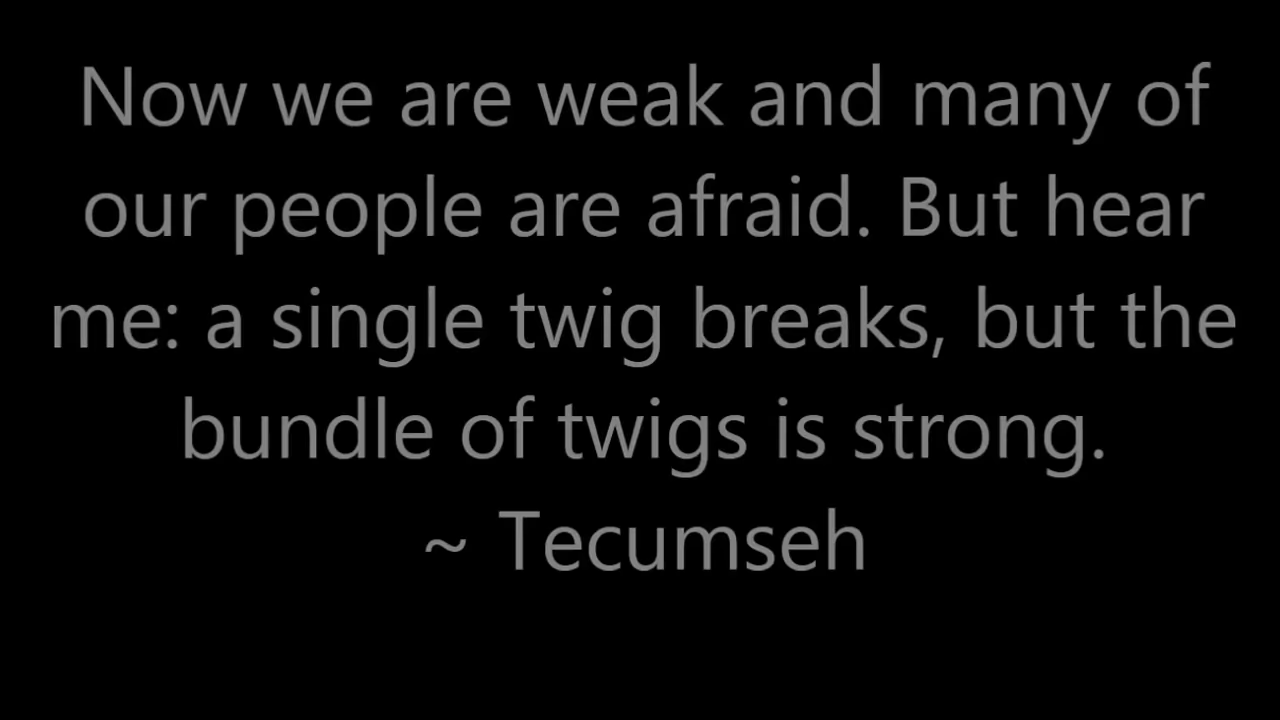 Now we are weak and many of
our people are afraid. But hear
me: a single twig breaks, but the
bundle of twigs is strong.
~ Tecumseh